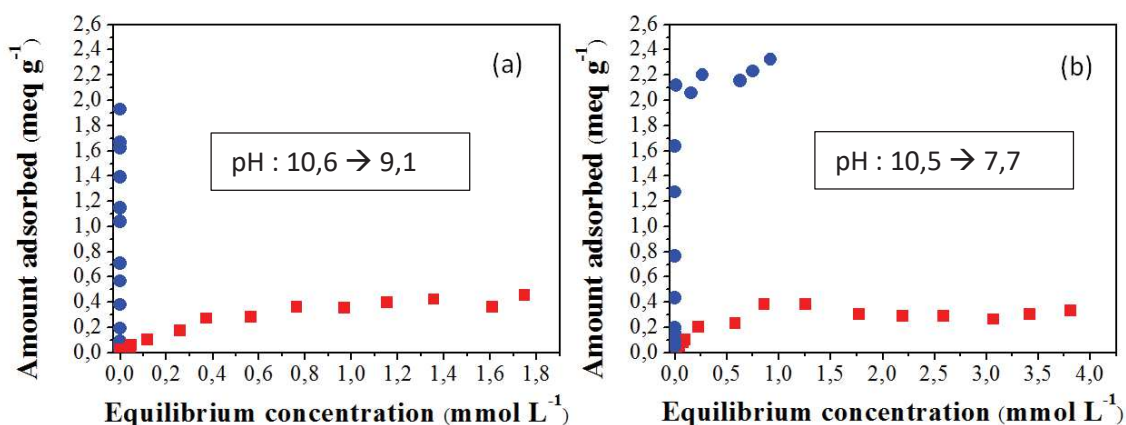 (a)
pH : 10,6 → 9,1
Amount adsorbed (meq g⁻¹)
2,6
2,4
2,2
2,0
1,8
1,6
1,4
1,2
1,0
0,8
0,6
0,4
0,2
0,0
0,0 0,2 0,4 0,6 0,8 1,0 1,2 1,4 1,6 1,8
Equilibrium concentration (mmol L⁻¹)
(b)
pH : 10,5 → 7,7
Amount adsorbed (meq g⁻¹)
2,6
2,4
2,2
2,0
1,8
1,6
1,4
1,2
1,0
0,8
0,6
0,4
0,2
0,0
0,0 0,5 1,0 1,5 2,0 2,5 3,0 3,5 4,0
Equilibrium concentration (mmol L⁻¹)